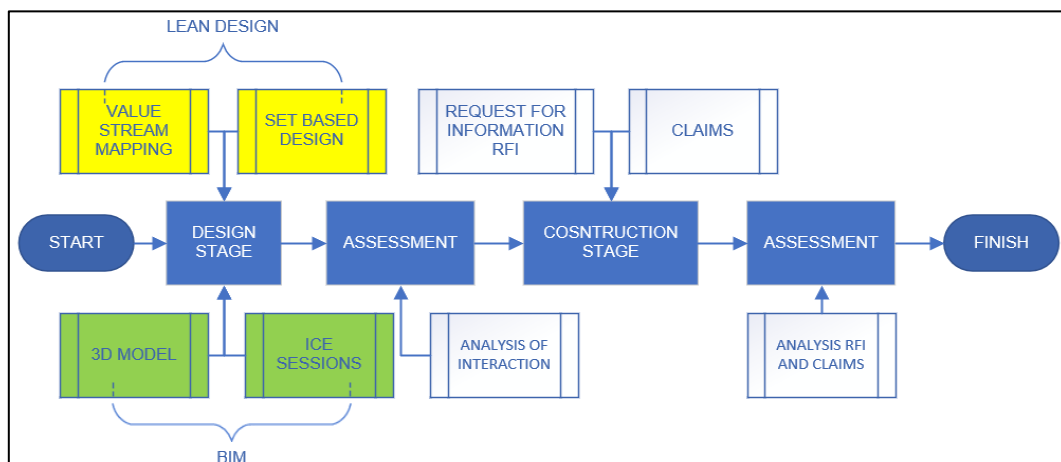 LEAN DESIGN
VALUE
STREAM
MAPPING
SET BASED
DESIGN
REQUEST FOR
INFORMATION
RFI
CLAIMS
START
DESIGN
STAGE
ASSESSMENT
COSNTRUCTION
STAGE
ASSESSMENT
FINISH
3D MODEL
ICE
SESSIONS
ANALYSIS OF
INTERACTION
ANALYSIS RFI
AND CLAIMS
BIM